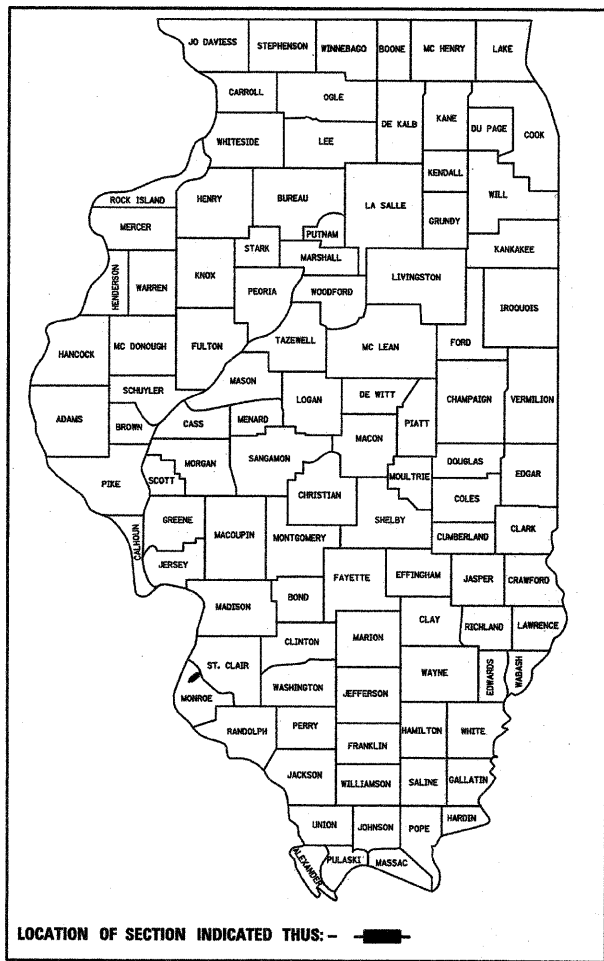 JO DAVIESS STEPHENSON WINNEBAGO BOONE MC HENRY LAKE
CARROLL OGLE DE KALB KANE DU PAGE COOK
WHITESIDE LEE
KENDALL
ROCK ISLAND HENRY BUREAU LA SALLE GRUNDY WILL
MERCER PUTNAM
STARK MARSHALL KANKAKEE
HENDERSON WARREN KNOX PEORIA WOODFORD LIVINGSTON IROQUOIS
TAZEWELL MC LEAN FORD
HANCOCK MC DONOUGH FULTON
MASON
SCHUYLER LOGAN DE WITT CHAMPAIGN VERMILION
ADAMS BROWN CASS MENARD PIATT
MACON
SANGAMON DOUGLAS
PIKE SCOTT MORGAN CHRISTIAN MOULTRIE EDGAR
COLES
GREENE MACOUPIN MONTGOMERY SHELBY
CALHOUN CUMBERLAND CLARK
JERSEY FAYETTE EFFINGHAM JASPER CRAWFORD
MADISON BOND
CLAY RICHLAND LAWRENCE
CLINTON MARION
ST. CLAIR WAYNE EDWARDS WABASH
MONROE WASHINGTON JEFFERSON
RANDOLPH PERRY HAMILTON WHITE
FRANKLIN
JACKSON WILLIAMSON SALINE GALLATIN
UNION JOHNSON POPE HARDIN
ALEXANDER PULASKI MASSAC
LOCATION OF SECTION INDICATED THUS: -